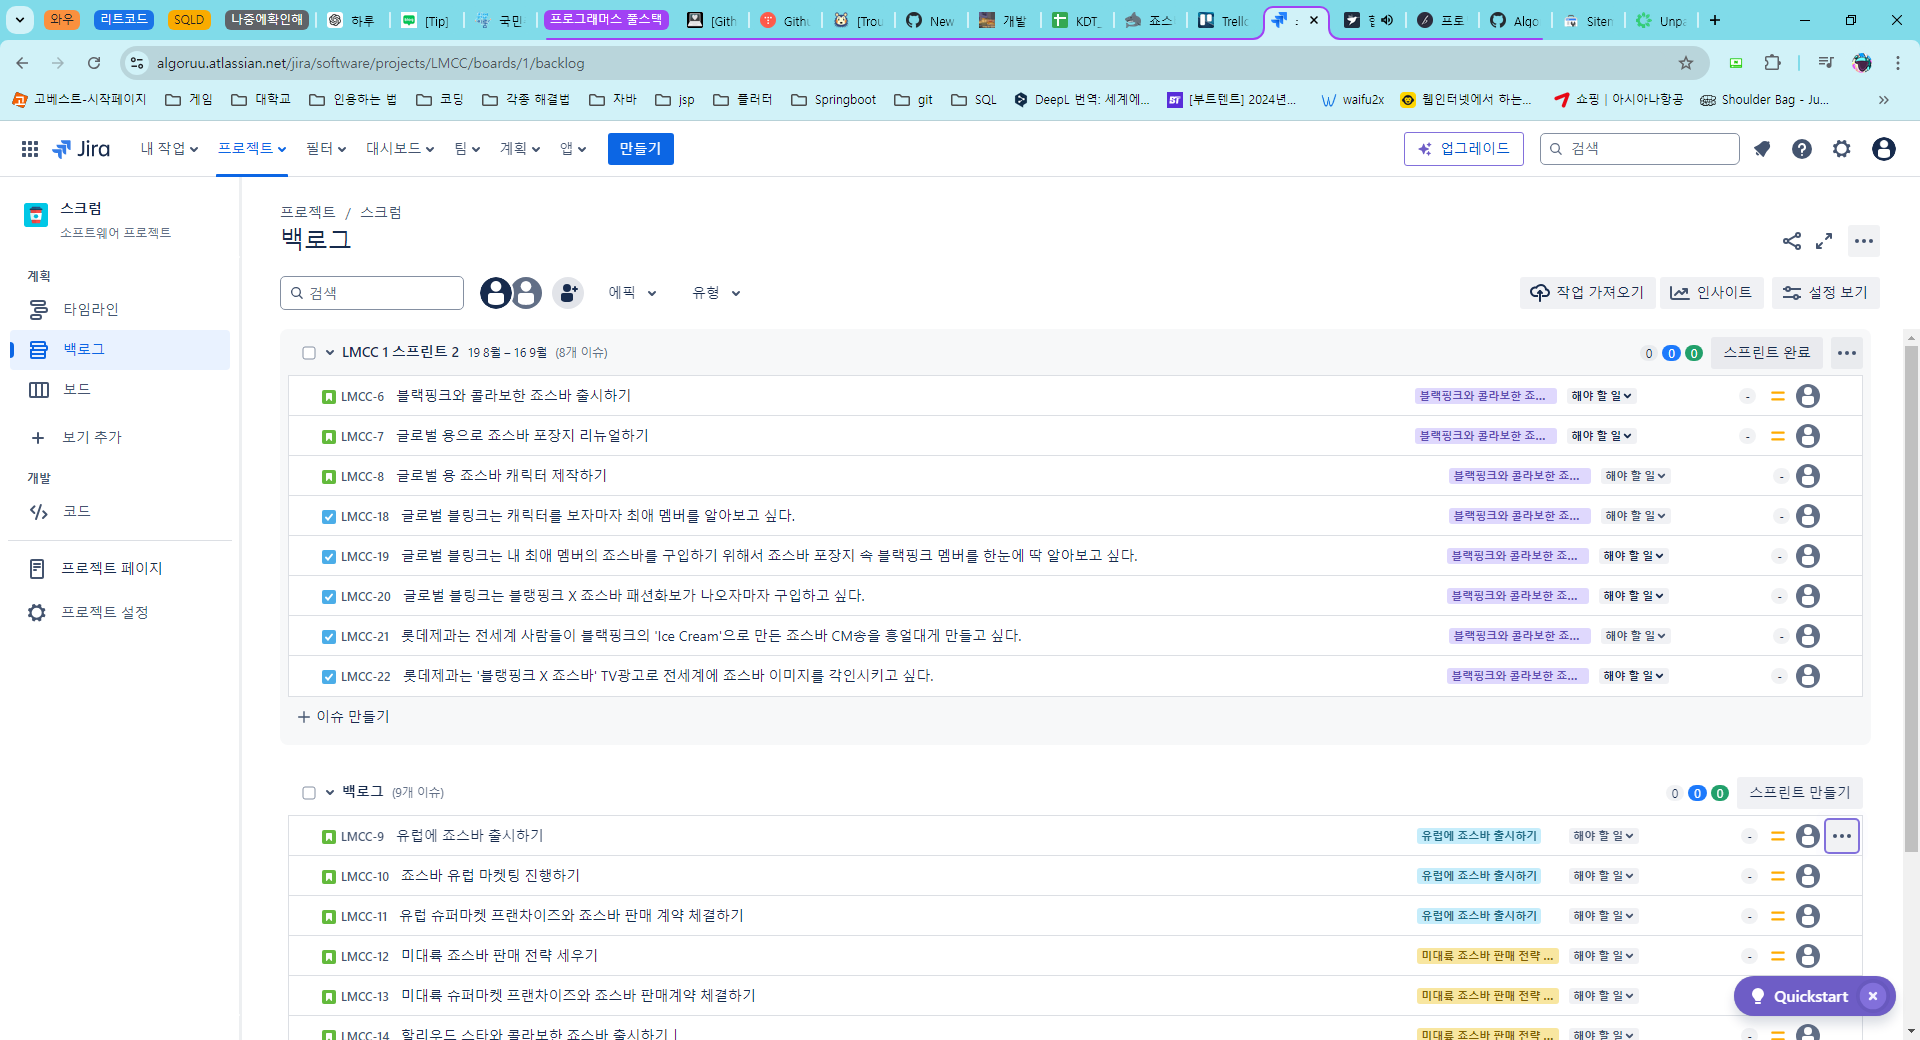 와우 리트코드 SQLD 나중에확인해 하루 [Tip] 국민 프로그래머스 풀스택 [Gith Githu [Trou New 개발 KDT_ 죠스 Trello 프로 Algo Siten Unpa
algoruu.atlassian.net/jira/software/projects/LMCC/boards/1/backlog
고베스트-시작페이지 게임 대학교 인용하는 법 코딩 각종 해결법 자바 jsp 플러터 Springboot git SQL DeepL 번역: 세계에... [부트텐트] 2024년... waifu2x 웹인터넷에서 하는... 쇼핑 | 아시아나항공 Shoulder Bag - Ju...
Jira 내 작업 프로젝트 필터 대시보드 팀 계획 앱 만들기 업그레이드 검색
스크럼
소프트웨어 프로젝트
계획
타임라인
백로그
보드
보기 추가
개발
코드
프로젝트 페이지
프로젝트 설정
프로젝트 / 스크럼
백로그
검색 에픽 유형 작업 가져오기 인사이트 설정 보기
LMCC 1 스프린트 2 19 8월 – 16 9월 (8개 이슈) 0 0 0 스프린트 완료
LMCC-6 블랙핑크와 콜라보한 죠스바 출시하기 블랙핑크와 콜라보한 죠... 해야 할 일 -
LMCC-7 글로벌 용으로 죠스바 포장지 리뉴얼하기 블랙핑크와 콜라보한 죠... 해야 할 일 -
LMCC-8 글로벌 용 죠스바 캐릭터 제작하기 블랙핑크와 콜라보한 죠... 해야 할 일 -
LMCC-18 글로벌 블링크는 캐릭터를 보자마자 최애 멤버를 알아보고 싶다. 블랙핑크와 콜라보한 죠... 해야 할 일 -
LMCC-19 글로벌 블링크는 내 최애 멤버의 죠스바를 구입하기 위해서 죠스바 포장지 속 블랙핑크 멤버를 한눈에 딱 알아보고 싶다. 블랙핑크와 콜라보한 죠... 해야 할 일 -
LMCC-20 글로벌 블링크는 블랭핑크 X 죠스바 패션화보가 나오자마자 구입하고 싶다. 블랙핑크와 콜라보한 죠... 해야 할 일 -
LMCC-21 롯데제과는 전세계 사람들이 블랙핑크의 'Ice Cream'으로 만든 죠스바 CM송을 흥얼대게 만들고 싶다. 블랙핑크와 콜라보한 죠... 해야 할 일 -
LMCC-22 롯데제과는 '블랭핑크 X 죠스바' TV광고로 전세계에 죠스바 이미지를 각인시키고 싶다. 블랙핑크와 콜라보한 죠... 해야 할 일 -
이슈 만들기
백로그 (9개 이슈) 0 0 0 스프린트 만들기
LMCC-9 유럽에 죠스바 출시하기 유럽에 죠스바 출시하기 해야 할 일 -
LMCC-10 죠스바 유럽 마켓팅 진행하기 유럽에 죠스바 출시하기 해야 할 일 -
LMCC-11 유럽 슈퍼마켓 프랜차이즈와 죠스바 판매 계약 체결하기 유럽에 죠스바 출시하기 해야 할 일 -
LMCC-12 미대륙 죠스바 판매 전략 세우기 미대륙 죠스바 판매 전략 ... 해야 할 일 -
LMCC-13 미대륙 슈퍼마켓 프랜차이즈와 죠스바 판매계약 체결하기 미대륙 죠스바 판매 전략 ... 해야 할 일
Quickstart
LMCC-14 할리우드 스타와 콜라보한 죠스바 출시하기 | 미대륙 죠스바 판매 전략 ... 해야 할 일 -